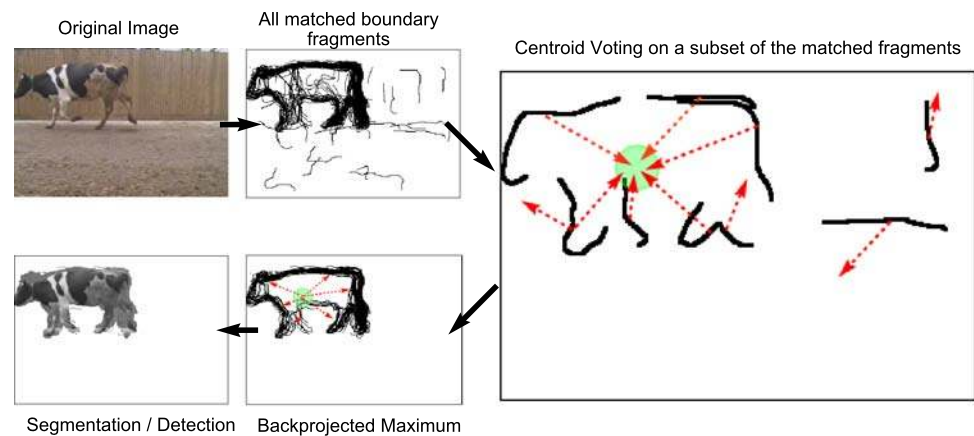 Original Image
All matched boundary
fragments
Centroid Voting on a subset of the matched fragments
Segmentation / Detection
Backprojected Maximum